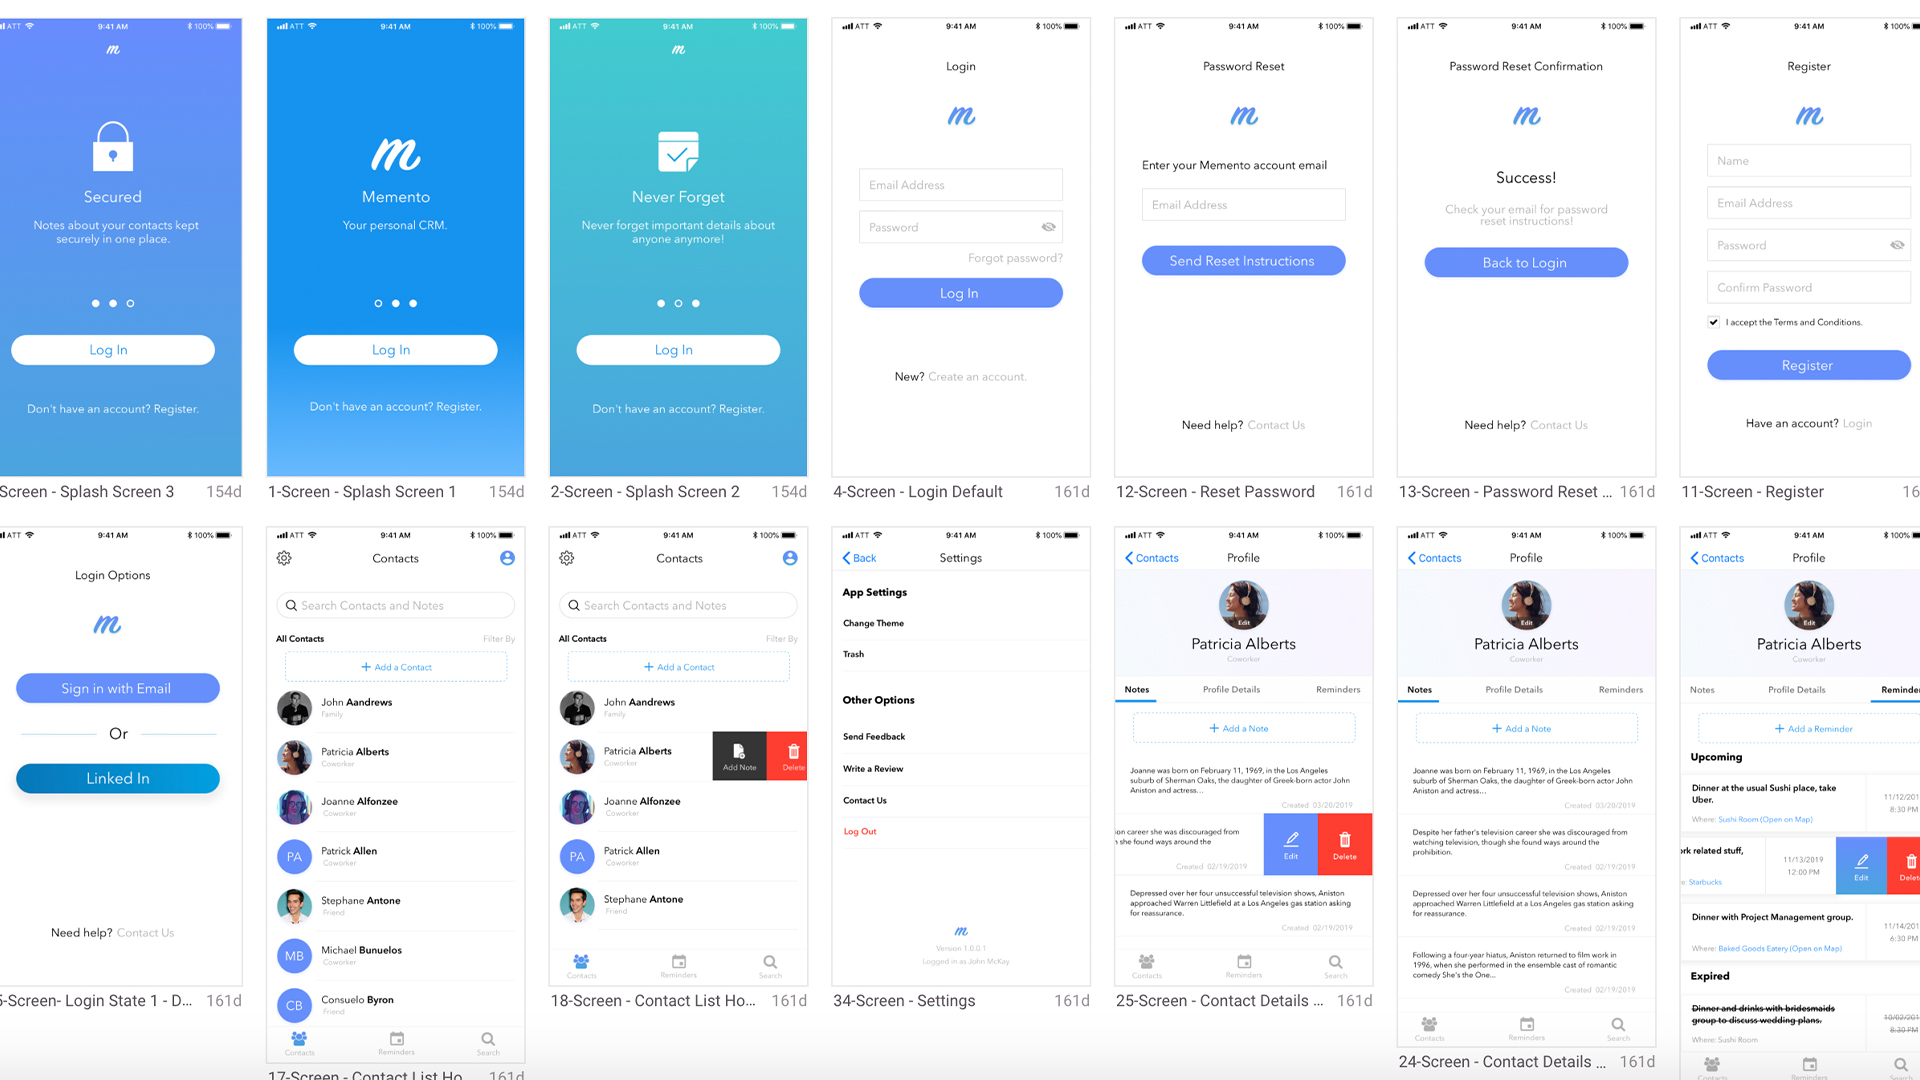 ATT 9:41 AM 100%
m
Secured
Notes about your contacts kept
securely in one place.
Log In
Don't have an account? Register.
Screen - Splash Screen 3 154d
ATT 9:41 AM 100%
m
Memento
Your personal CRM.
Log In
Don't have an account? Register.
1-Screen - Splash Screen 1 154d
ATT 9:41 AM 100%
m
Never Forget
Never forget important details about
anyone anymore!
Log In
Don't have an account? Register.
2-Screen - Splash Screen 2 154d
ATT 9:41 AM 100%
Login
m
Email Address
Password
Forgot password?
Log In
New? Create an account.
4-Screen - Login Default 161d
ATT 9:41 AM 100%
Password Reset
m
Enter your Memento account email
Email Address
Send Reset Instructions
Need help? Contact Us
12-Screen - Reset Password 161d
ATT 9:41 AM 100%
Password Reset Confirmation
m
Success!
Check your email for password
reset instructions!
Back to Login
Need help? Contact Us
13-Screen - Password Reset ... 161d
ATT 9:41 AM 100%
Register
m
Name
Email Address
Password
Confirm Password
I accept the Terms and Conditions.
Register
Have an account? Login
11-Screen - Register 16
ATT 9:41 AM 100%
Login Options
m
Sign in with Email
Or
Linked In
Need help? Contact Us
5-Screen- Login State 1 - D... 161d
ATT 9:41 AM 100%
Contacts
Search Contacts and Notes
All Contacts Filter By
+ Add a Contact
John Aandrews
Family
Patricia Alberts
Coworker
Joanne Alfonzee
Coworker
PA Patrick Allen
Coworker
Stephane Antone
Friend
MB Michael Bunuelos
Coworker
CB Consuelo Byron
Friend
Contacts Reminders Search
17-Screen - Contact List Ho... 161d
ATT 9:41 AM 100%
Contacts
Search Contacts and Notes
All Contacts Filter By
+ Add a Contact
John Aandrews
Family
Patricia Alberts
Coworker
Add Note Delete
Joanne Alfonzee
Coworker
PA Patrick Allen
Coworker
Stephane Antone
Friend
Contacts Reminders Search
18-Screen - Contact List Ho... 161d
ATT 9:41 AM 100%
Back Settings
App Settings
Change Theme
Trash
Other Options
Send Feedback
Write a Review
Contact Us
Log Out
m
Version 1.0.0.1
Logged in as John McKay
34-Screen - Settings 161d
ATT 9:41 AM 100%
Contacts Profile
Edit
Patricia Alberts
Coworker
Notes Profile Details Reminders
+ Add a Note
Joanne was born on February 11, 1969, in the Los Angeles
suburb of Sherman Oaks, the daughter of Greek-born actor John
Aniston and actress...
Created 03/20/2019
ion career she was discouraged from
she found ways around the
Created 02/19/2019
Edit Delete
Depressed over her four unsuccessful television shows, Aniston
approached Warren Littlefield at a Los Angeles gas station asking
for reassurance.
Created 02/19/2019
Contacts Reminders Search
25-Screen - Contact Details ... 161d
ATT 9:41 AM 100%
Contacts Profile
Edit
Patricia Alberts
Coworker
Notes Profile Details Reminders
+ Add a Note
Joanne was born on February 11, 1969, in the Los Angeles
suburb of Sherman Oaks, the daughter of Greek-born actor John
Aniston and actress...
Created 03/20/2019
Despite her father's television career she was discouraged from
watching television, though she found ways around the
prohibition.
Created 02/19/2019
Depressed over her four unsuccessful television shows, Aniston
approached Warren Littlefield at a Los Angeles gas station asking
for reassurance.
Created 02/19/2019
Following a four-year hiatus, Aniston returned to film work in
1996, when she performed in the ensemble cast of romantic
comedy She's the One...
Created 02/19/2019
Contacts Reminders Search
24-Screen - Contact Details ... 161d
ATT 9:41 AM 100%
Contacts Profile
Edit
Patricia Alberts
Coworker
Notes Profile Details Reminder
+ Add a Reminder
Upcoming
Dinner at the usual Sushi place, take
Uber.
Where: Sushi Room (Open on Map)
11/12/201
8:30 PM
rk related stuff,
e: Starbucks
11/13/2019
12:00 PM
Edit Delet
Dinner with Project Management group.
Where: Baked Goods Eatery (Open on Map)
11/14/201
6:30 PM
Expired
Dinner and drinks with bridesmaids
group to discuss wedding plans.
Where: Sushi Room
10/02/201
8:30 PM
Contacts Reminders Search